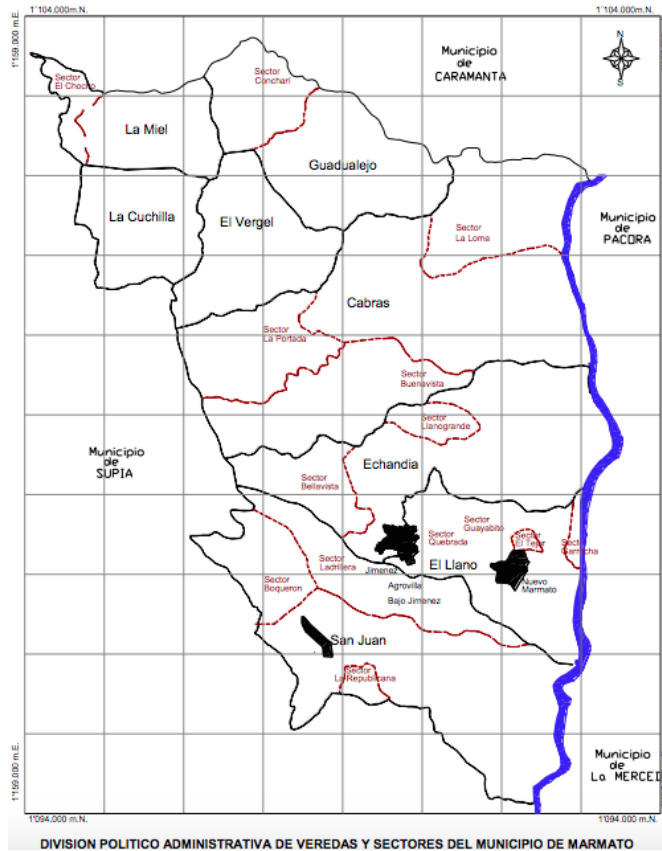 1°104.000m.N.
1°104.000 m.N.
1°159.000 m.E.
N
S
Municipio
de
CARAMANTA
Sector
El Chocho
Sector
Conchari
La Miel
Guadualejo
La Cuchilla
El Vergel
Sector
La Loma
Municipio
de
PACORA
Cabras
Sector
La Portada
Sector
Buenavista
Sector
Llanogrande
Municipio
de
SUPIA
Echandia
Sector
Bellavista
Sector
Guayabito
Sector
Quebrada
Sector
El Tejar
Sector
Sector
Ladrillera
Jimenez
El Llano
Sector
Boqueron
Agrovilla
Nuevo
Marmato
Bajo Jimenez
San Juan
Sector
La Republicana
1°159.000 m.E.
Municipio
de
La MERCED
1°094.000 m.N.
1°094.000 m.N.
DIVISION POLITICO ADMINISTRATIVA DE VEREDAS Y SECTORES DEL MUNICIPIO DE MARMATO